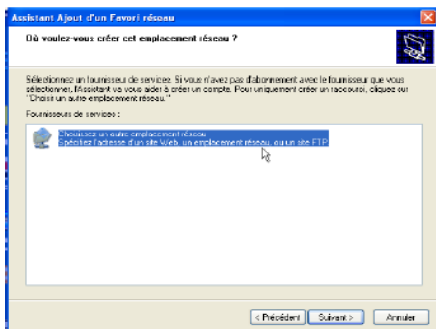 Assistant Ajout d'un Favori réseau
Où voulez-vous créer cet emplacement réseau ?
Sélectionnez un fournisseur de services. Si vous n'avez pas d'abonnement avec le fournisseur que vous
sélectionner, l'Assistant va vous aider à créer un compte. Pour uniquement créer un raccourci, cliquez sur
"Choisir un autre emplacement réseau."
Fournisseurs de services :
Choisissez un autre emplacement réseau
Spécifiez l'adresse d'un site Web, un emplacement réseau, ou un site FTP
< Précédent
Suivant >
Annuler